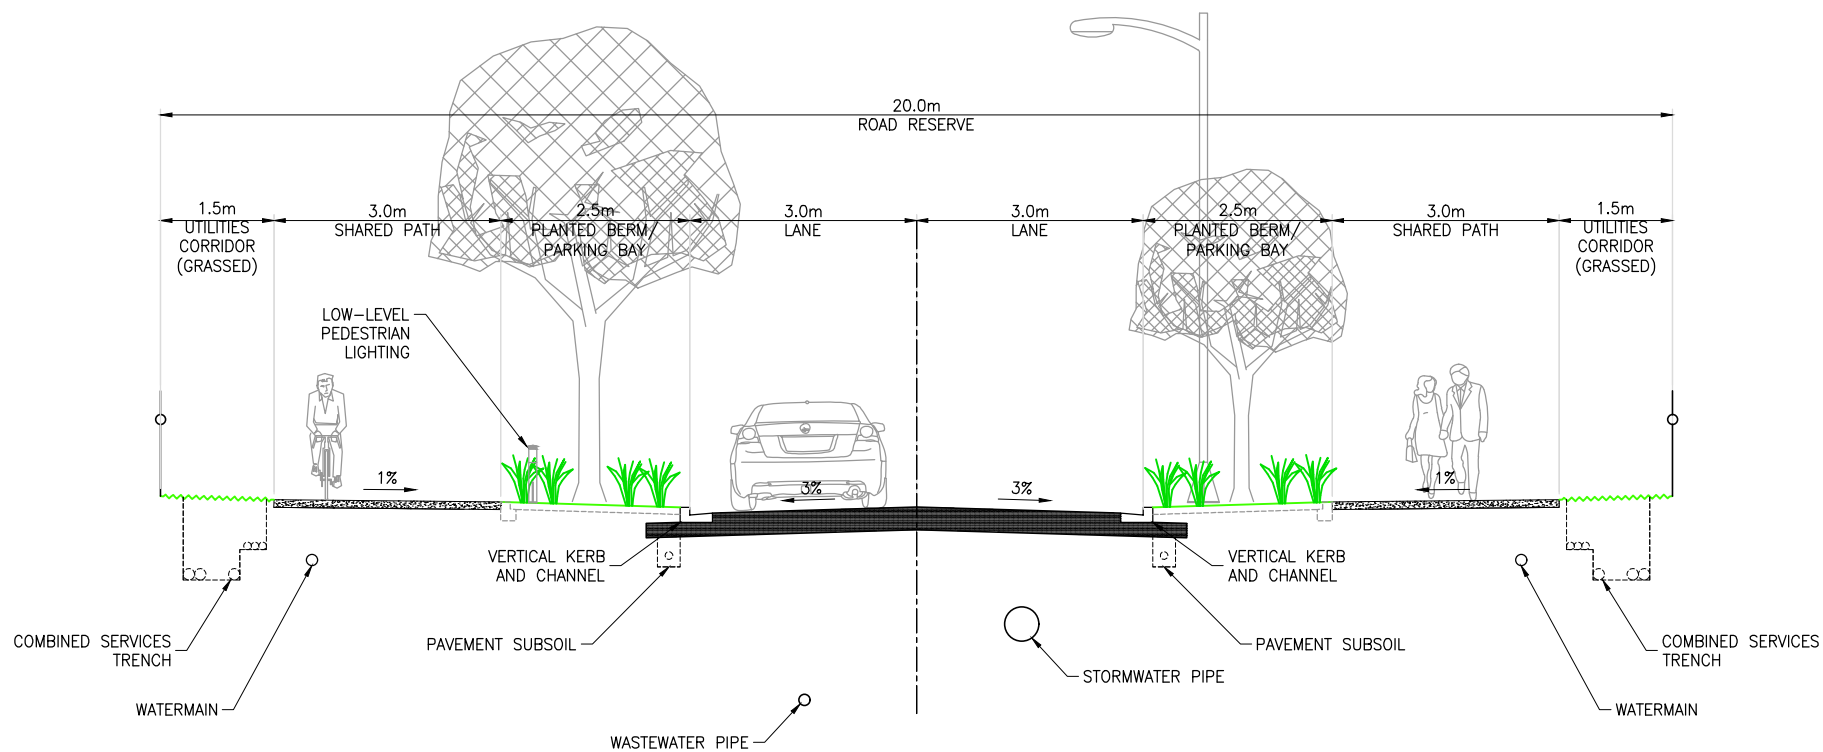 20.0m
ROAD RESERVE
1.5m
UTILITIES
CORRIDOR
(GRASSED)
3.0m
SHARED PATH
2.5m
PLANTED BERM/
PARKING BAY
3.0m
LANE
3.0m
LANE
2.5m
PLANTED BERM/
PARKING BAY
3.0m
SHARED PATH
1.5m
UTILITIES
CORRIDOR
(GRASSED)
LOW-LEVEL
PEDESTRIAN
LIGHTING
1%
3%
3%
1%
VERTICAL KERB
AND CHANNEL
VERTICAL KERB
AND CHANNEL
COMBINED SERVICES
TRENCH
PAVEMENT SUBSOIL
PAVEMENT SUBSOIL
COMBINED SERVICES
TRENCH
STORMWATER PIPE
WATERMAIN
WATERMAIN
WASTEWATER PIPE